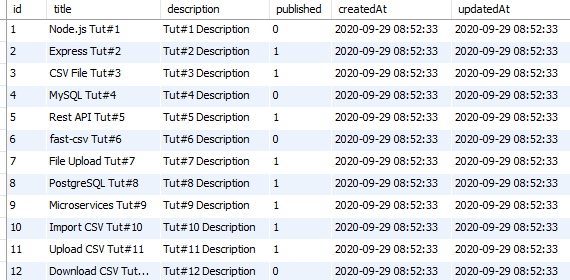 id title description published createdAt updatedAt
1 Node.js Tut#1 Tut#1 Description 0 2020-09-29 08:52:33 2020-09-29 08:52:33
2 Express Tut#2 Tut#2 Description 1 2020-09-29 08:52:33 2020-09-29 08:52:33
3 CSV File Tut#3 Tut#3 Description 1 2020-09-29 08:52:33 2020-09-29 08:52:33
4 MySQL Tut#4 Tut#4 Description 0 2020-09-29 08:52:33 2020-09-29 08:52:33
5 Rest API Tut#5 Tut#5 Description 1 2020-09-29 08:52:33 2020-09-29 08:52:33
6 fast-csv Tut#6 Tut#6 Description 0 2020-09-29 08:52:33 2020-09-29 08:52:33
7 File Upload Tut#7 Tut#7 Description 1 2020-09-29 08:52:33 2020-09-29 08:52:33
8 PostgreSQL Tut#8 Tut#8 Description 1 2020-09-29 08:52:33 2020-09-29 08:52:33
9 Microservices Tut#9 Tut#9 Description 1 2020-09-29 08:52:33 2020-09-29 08:52:33
10 Import CSV Tut#10 Tut#10 Description 1 2020-09-29 08:52:33 2020-09-29 08:52:33
11 Upload CSV Tut#11 Tut#11 Description 1 2020-09-29 08:52:33 2020-09-29 08:52:33
12 Download CSV Tut... Tut#12 Description 0 2020-09-29 08:52:33 2020-09-29 08:52:33